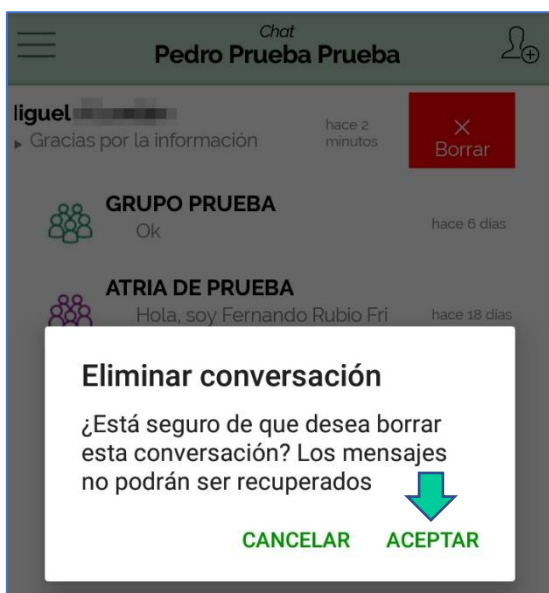 Chat
Pedro Prueba Prueba
liguel
Gracias por la información
hace 2
minutos
Borrar
GRUPO PRUEBA
Ok
hace 6 días
ATRIA DE PRUEBA
Hola, soy Fernando Rubio Fri
hace 18 días
Eliminar conversación
¿Está seguro de que desea borrar
esta conversación? Los mensajes
no podrán ser recuperados
CANCELAR ACEPTAR